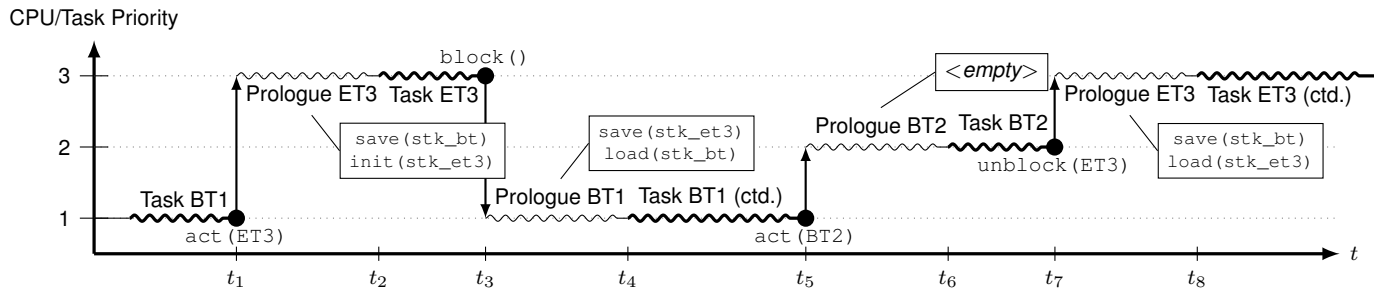 CPU/Task Priority
block()
3
<empty>
Prologue ET3
Task ET3
Prologue ET3
Task ET3 (ctd.)
save(stk_bt)
init(stk_et3)
save(stk_et3)
load(stk_bt)
Prologue BT2
Task BT2
save(stk_bt)
load(stk_et3)
2
unblock(ET3)
Task BT1
Prologue BT1
Task BT1 (ctd.)
1
act(ET3)
act(BT2)
t
t1
t2
t3
t4
t5
t6
t7
t8